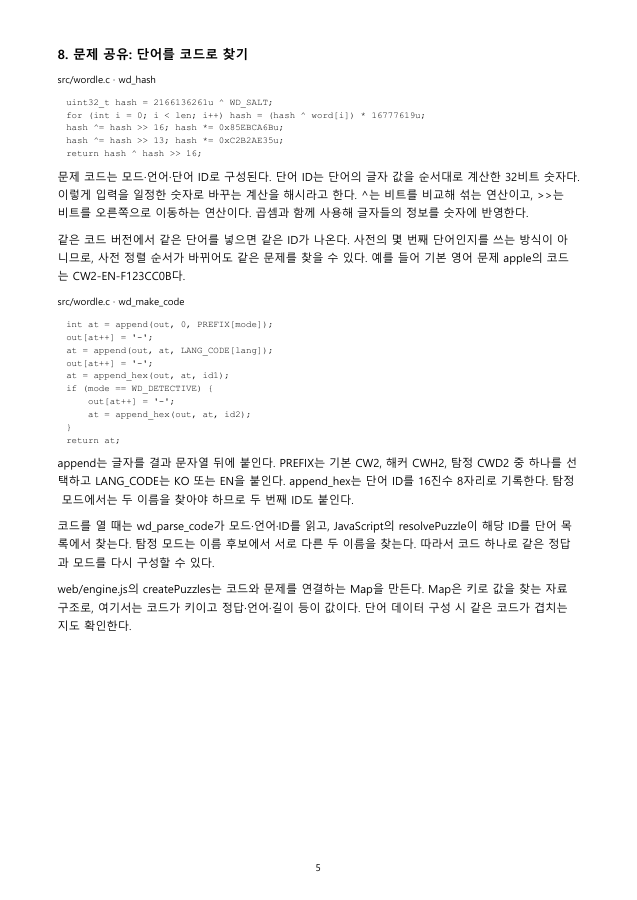 8. 문제 공유: 단어를 코드로 찾기
src/wordle.c · wd_hash
uint32_t hash = 2166136261u ^ WD_SALT;
for (int i = 0; i < len; i++) hash = (hash ^ word[i]) * 16777619u;
hash ^= hash >> 16; hash *= 0x85EBCA6Bu;
hash ^= hash >> 13; hash *= 0xC2B2AE35u;
return hash ^ hash >> 16;
문제 코드는 모드·언어·단어 ID로 구성된다. 단어 ID는 단어의 글자 값을 순서대로 계산한 32비트 숫자다.
이렇게 입력을 일정한 숫자로 바꾸는 계산을 해시라고 한다. ^는 비트를 비교해 섞는 연산이고, >>는
비트를 오른쪽으로 이동하는 연산이다. 곱셈과 함께 사용해 글자들의 정보를 숫자에 반영한다.
같은 코드 버전에서 같은 단어를 넣으면 같은 ID가 나온다. 사전의 몇 번째 단어인지를 쓰는 방식이 아
니므로, 사전 정렬 순서가 바뀌어도 같은 문제를 찾을 수 있다. 예를 들어 기본 영어 문제 apple의 코드
는 CW2-EN-F123CC0B다.
src/wordle.c · wd_make_code
int at = append(out, 0, PREFIX[mode]);
out[at++] = '-';
at = append(out, at, LANG_CODE[lang]);
out[at++] = '-';
at = append_hex(out, at, id1);
if (mode == WD_DETECTIVE) {
out[at++] = '-';
at = append_hex(out, at, id2);
}
return at;
append는 글자를 결과 문자열 뒤에 붙인다. PREFIX는 기본 CW2, 해커 CWH2, 탐정 CWD2 중 하나를 선
택하고 LANG_CODE는 KO 또는 EN을 붙인다. append_hex는 단어 ID를 16진수 8자리로 기록한다. 탐정
모드에서는 두 이름을 찾아야 하므로 두 번째 ID도 붙인다.
코드를 열 때는 wd_parse_code가 모드·언어·ID를 읽고, JavaScript의 resolvePuzzle이 해당 ID를 단어 목
록에서 찾는다. 탐정 모드는 이름 후보에서 서로 다른 두 이름을 찾는다. 따라서 코드 하나로 같은 정답
과 모드를 다시 구성할 수 있다.
web/engine.js의 createPuzzles는 코드와 문제를 연결하는 Map을 만든다. Map은 키로 값을 찾는 자료
구조로, 여기서는 코드가 키이고 정답·언어·길이 등이 값이다. 단어 데이터 구성 시 같은 코드가 겹치는
지도 확인한다.
5